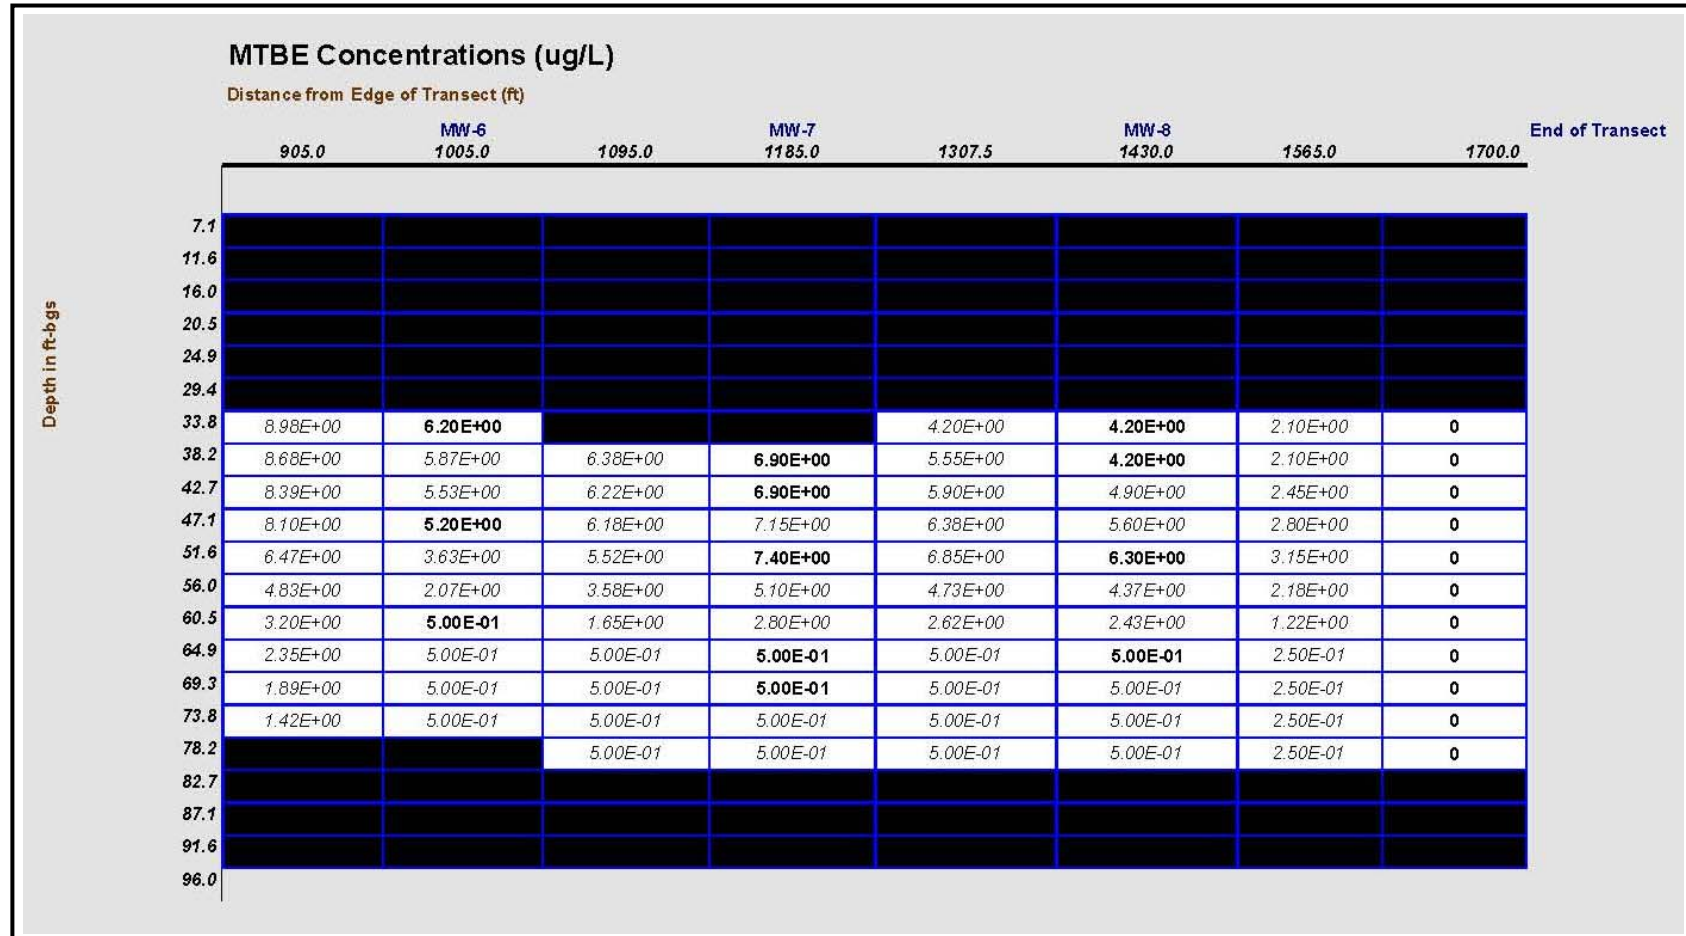 MTBE Concentrations (ug/L)
Distance from Edge of Transect (ft)
MW-6 MW-7 MW-8 End of Transect
905.0 1005.0 1095.0 1185.0 1307.5 1430.0 1565.0 1700.0
Depth in ft-bgs
7.1
11.6
16.0
20.5
24.9
29.4
33.8 8.98E+00 6.20E+00 4.20E+00 4.20E+00 2.10E+00 0
38.2 8.68E+00 5.87E+00 6.38E+00 6.90E+00 5.55E+00 4.20E+00 2.10E+00 0
42.7 8.39E+00 5.53E+00 6.22E+00 6.90E+00 5.90E+00 4.90E+00 2.45E+00 0
47.1 8.10E+00 5.20E+00 6.18E+00 7.15E+00 6.38E+00 5.60E+00 2.80E+00 0
51.6 6.47E+00 3.63E+00 5.52E+00 7.40E+00 6.85E+00 6.30E+00 3.15E+00 0
56.0 4.83E+00 2.07E+00 3.58E+00 5.10E+00 4.73E+00 4.37E+00 2.18E+00 0
60.5 3.20E+00 5.00E-01 1.65E+00 2.80E+00 2.62E+00 2.43E+00 1.22E+00 0
64.9 2.35E+00 5.00E-01 5.00E-01 5.00E-01 5.00E-01 5.00E-01 2.50E-01 0
69.3 1.89E+00 5.00E-01 5.00E-01 5.00E-01 5.00E-01 5.00E-01 2.50E-01 0
73.8 1.42E+00 5.00E-01 5.00E-01 5.00E-01 5.00E-01 5.00E-01 2.50E-01 0
78.2 5.00E-01 5.00E-01 5.00E-01 5.00E-01 2.50E-01 0
82.7
87.1
91.6
96.0